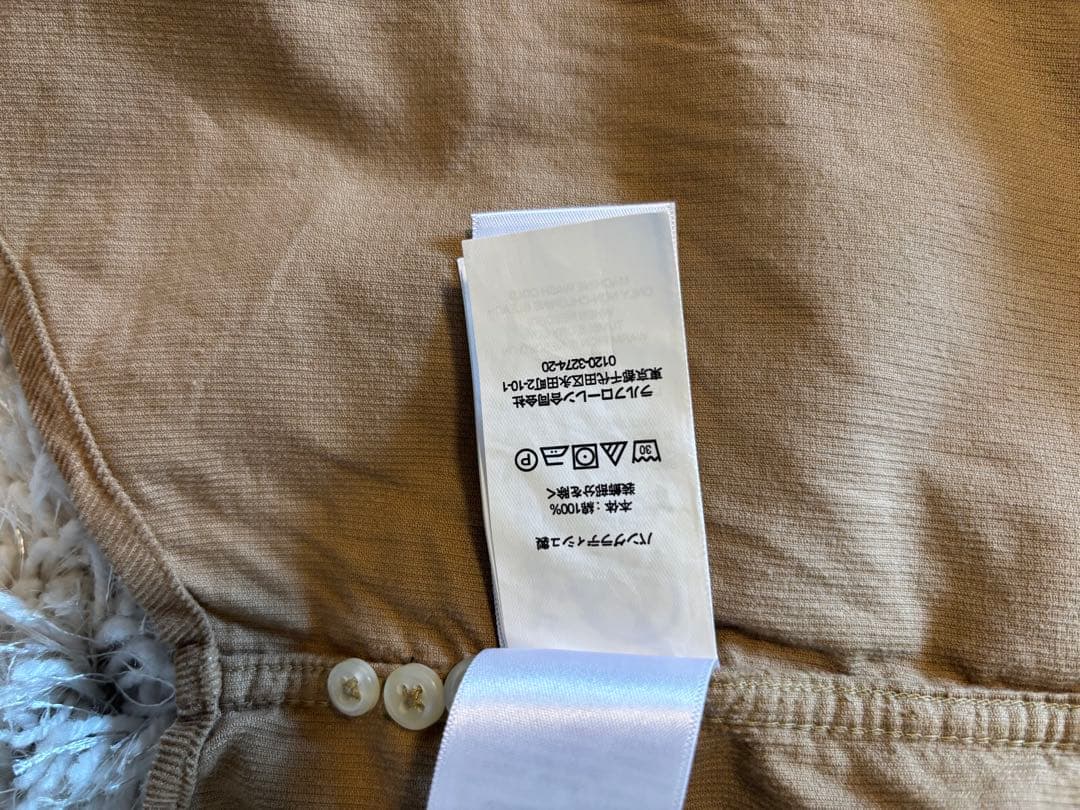 バングラディシュ製
本体：綿100%
装飾部分を除く
30
P
ラルフローレン合同会社
東京都千代田区永田町2-10-1
0120-3274-20